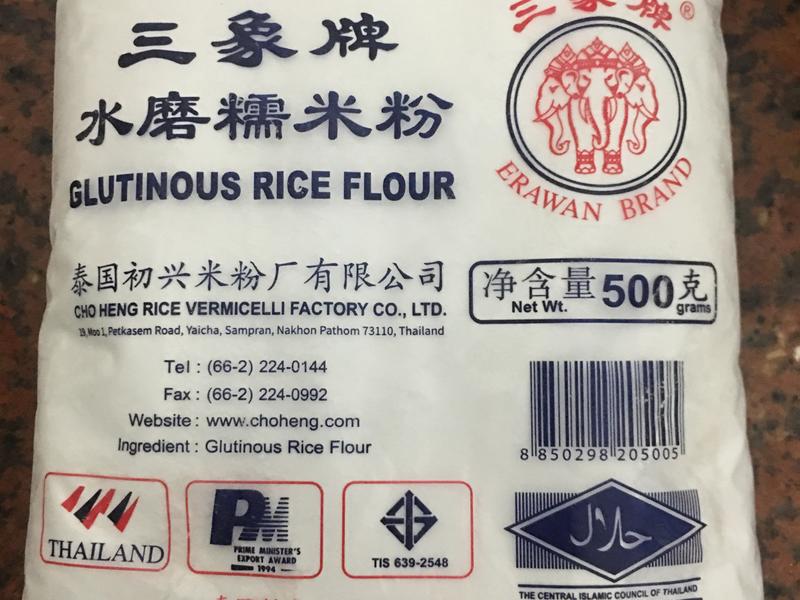 三象牌
水磨糯米粉
GLUTINOUS RICE FLOUR
三象牌®
ERAWAN BRAND
泰国初兴米粉厂有限公司
CHO HENG RICE VERMICELLI FACTORY CO., LTD.
19, Moo 1, Petkasem Road, Yaicha, Sampran, Nakhon Pathom 73110, Thailand
净含量 500 克
Net Wt. grams
Tel : (66-2) 224-0144
Fax : (66-2) 224-0992
Website : www.choheng.com
Ingredient : Glutinous Rice Flour
8 850298 205005
THAILAND
PM
PRIME MINISTER'S
EXPORT AWARD
1994
TIS 639-2548
حلال
THE CENTRAL ISLAMIC COUNCIL OF THAILAND